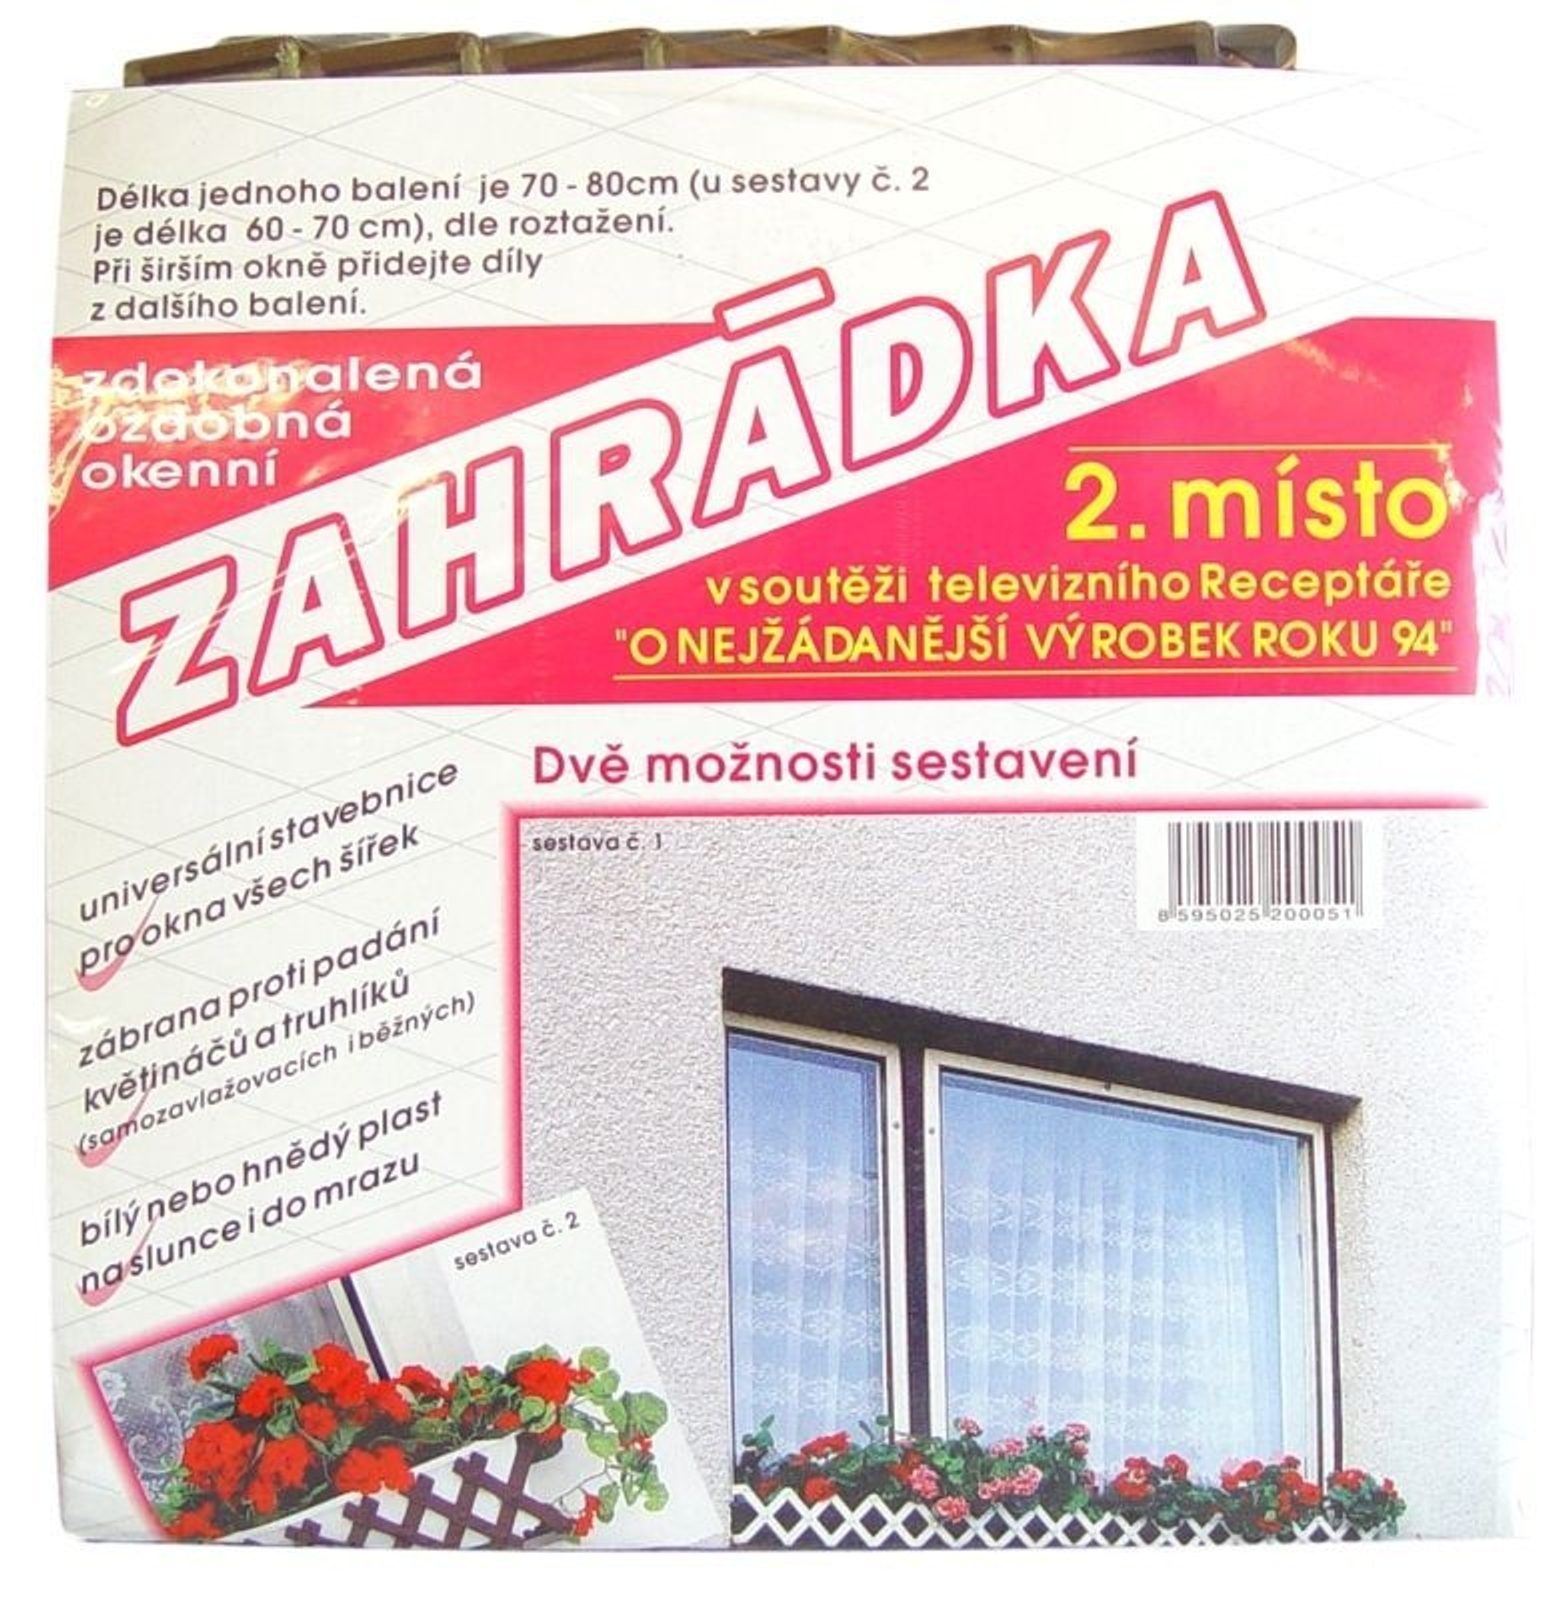 Délka jednoho balení je 70 - 80cm (u sestavy č. 2
je délka 60 - 70 cm), dle roztažení.
Při širším okně přidejte díly
z dalšího balení.
zdokonalená
ozdobná
okenní
ZAHRÁDKA
2. místo
v soutěži televizního Receptáře
"O NEJŽÁDANĚJŠÍ VÝROBEK ROKU 94"
Dvě možnosti sestavení
universální stavebnice
pro okna všech šířek
zábrana proti padání
květináčů a truhlíků
(samozavlažovacích i běžných)
bílý nebo hnědý plast
na slunce i do mrazu
sestava č. 1
8 595025 200051
sestava č. 2